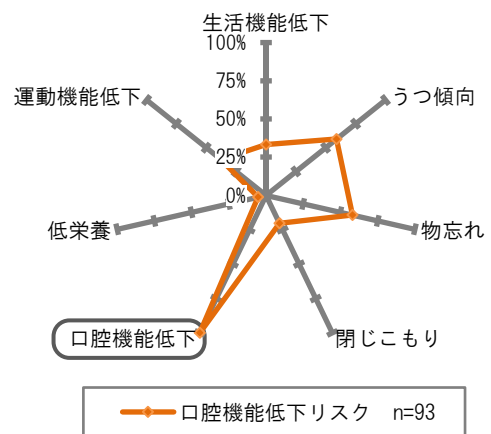 生活機能低下
100%
運動機能低下
75%
うつ傾向
50%
25%
0%
低栄養
物忘れ
口腔機能低下
閉じこもり
口腔機能低下リスク n=93